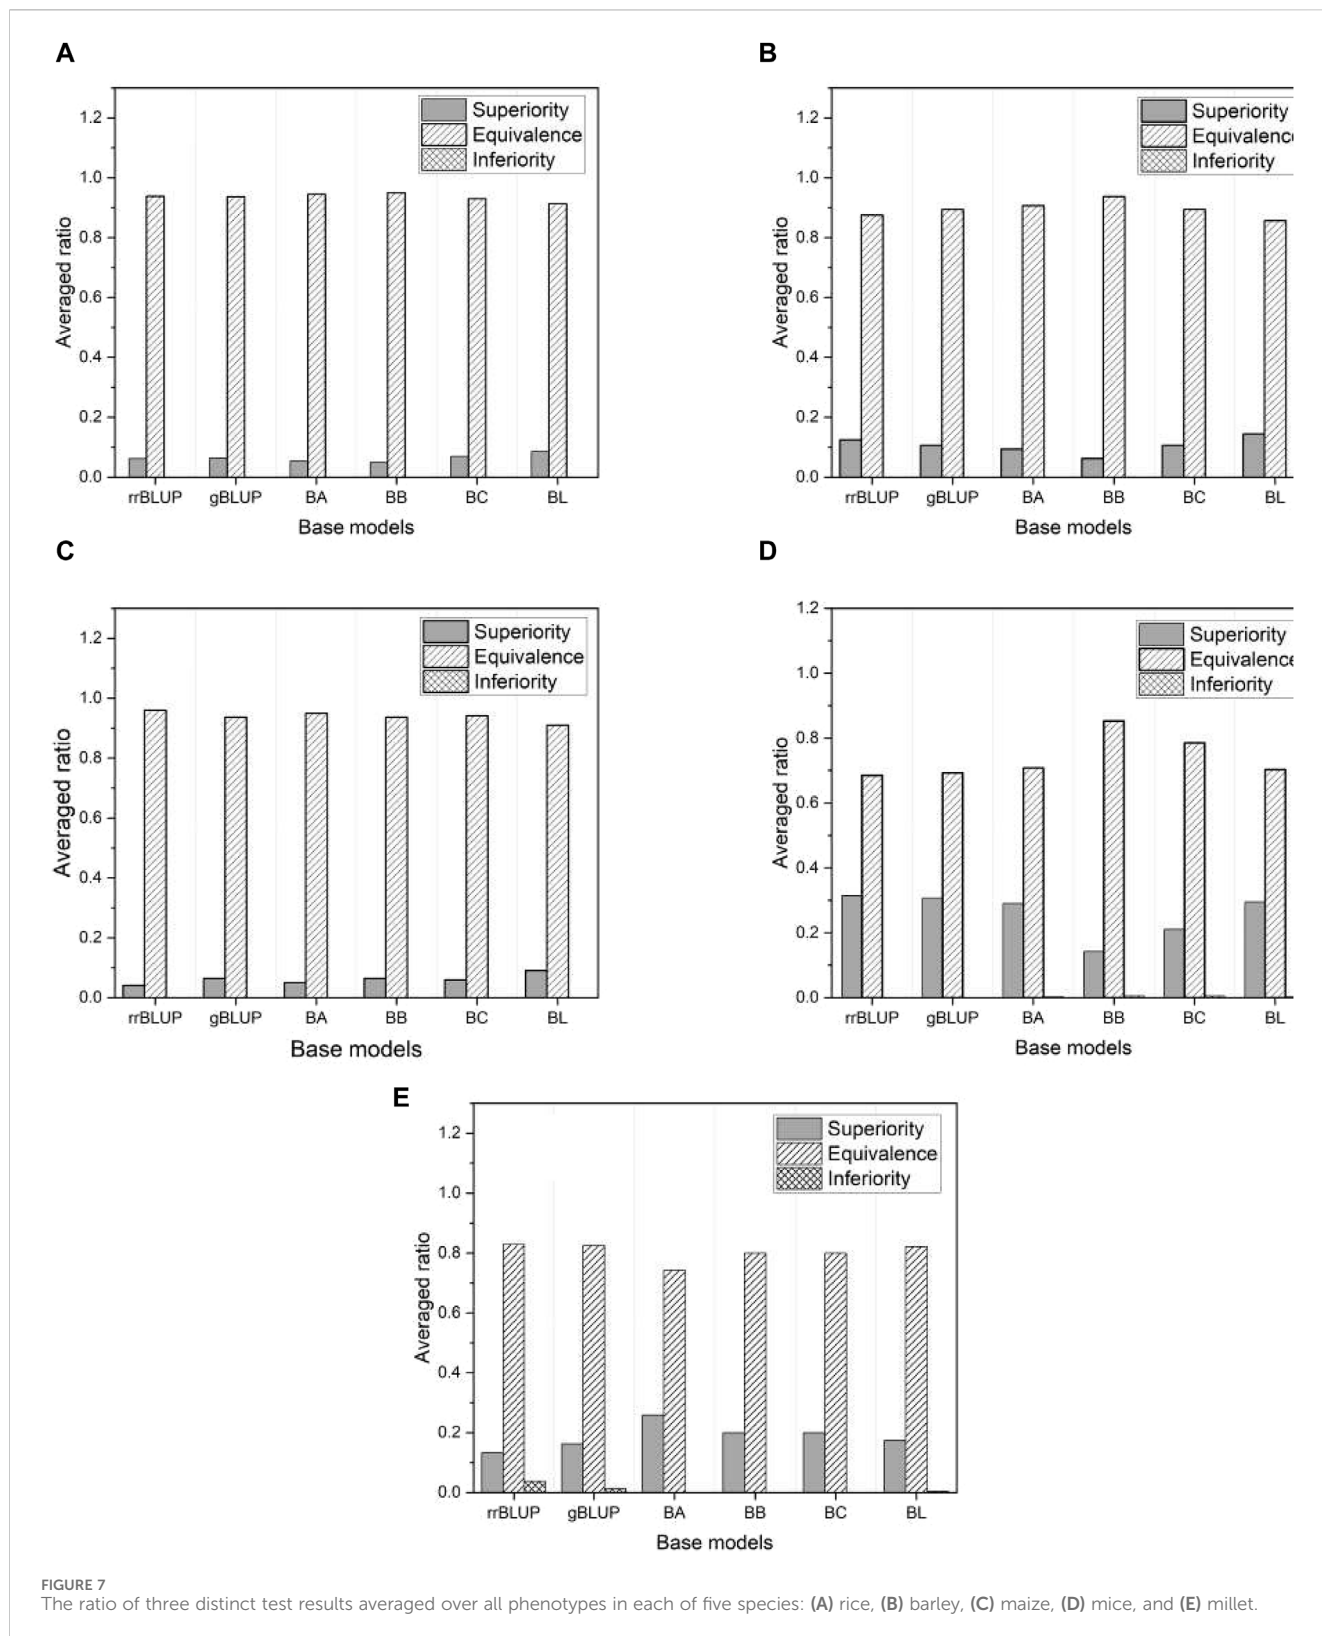 A
1.2
1.0
0.8
0.6
0.4
0.2
0.0
Averaged ratio
Superiority
Equivalence
Inferiority
rrBLUP gBLUP BA BB BC BL
Base models
B
1.2
1.0
0.8
0.6
0.4
0.2
0.0
Averaged ratio
Superiority
Equivalence
Inferiority
rrBLUP gBLUP BA BB BC BL
Base models
C
1.2
1.0
0.8
0.6
0.4
0.2
0.0
Averaged ratio
Superiority
Equivalence
Inferiority
rrBLUP gBLUP BA BB BC BL
Base models
D
1.2
1.0
0.8
0.6
0.4
0.2
0.0
Averaged ratio
Superiority
Equivalence
Inferiority
rrBLUP gBLUP BA BB BC BL
Base models
E
1.2
1.0
0.8
0.6
0.4
0.2
0.0
Averaged ratio
Superiority
Equivalence
Inferiority
rrBLUP gBLUP BA BB BC BL
Base models
FIGURE 7
The ratio of three distinct test results averaged over all phenotypes in each of five species: (A) rice, (B) barley, (C) maize, (D) mice, and (E) millet.